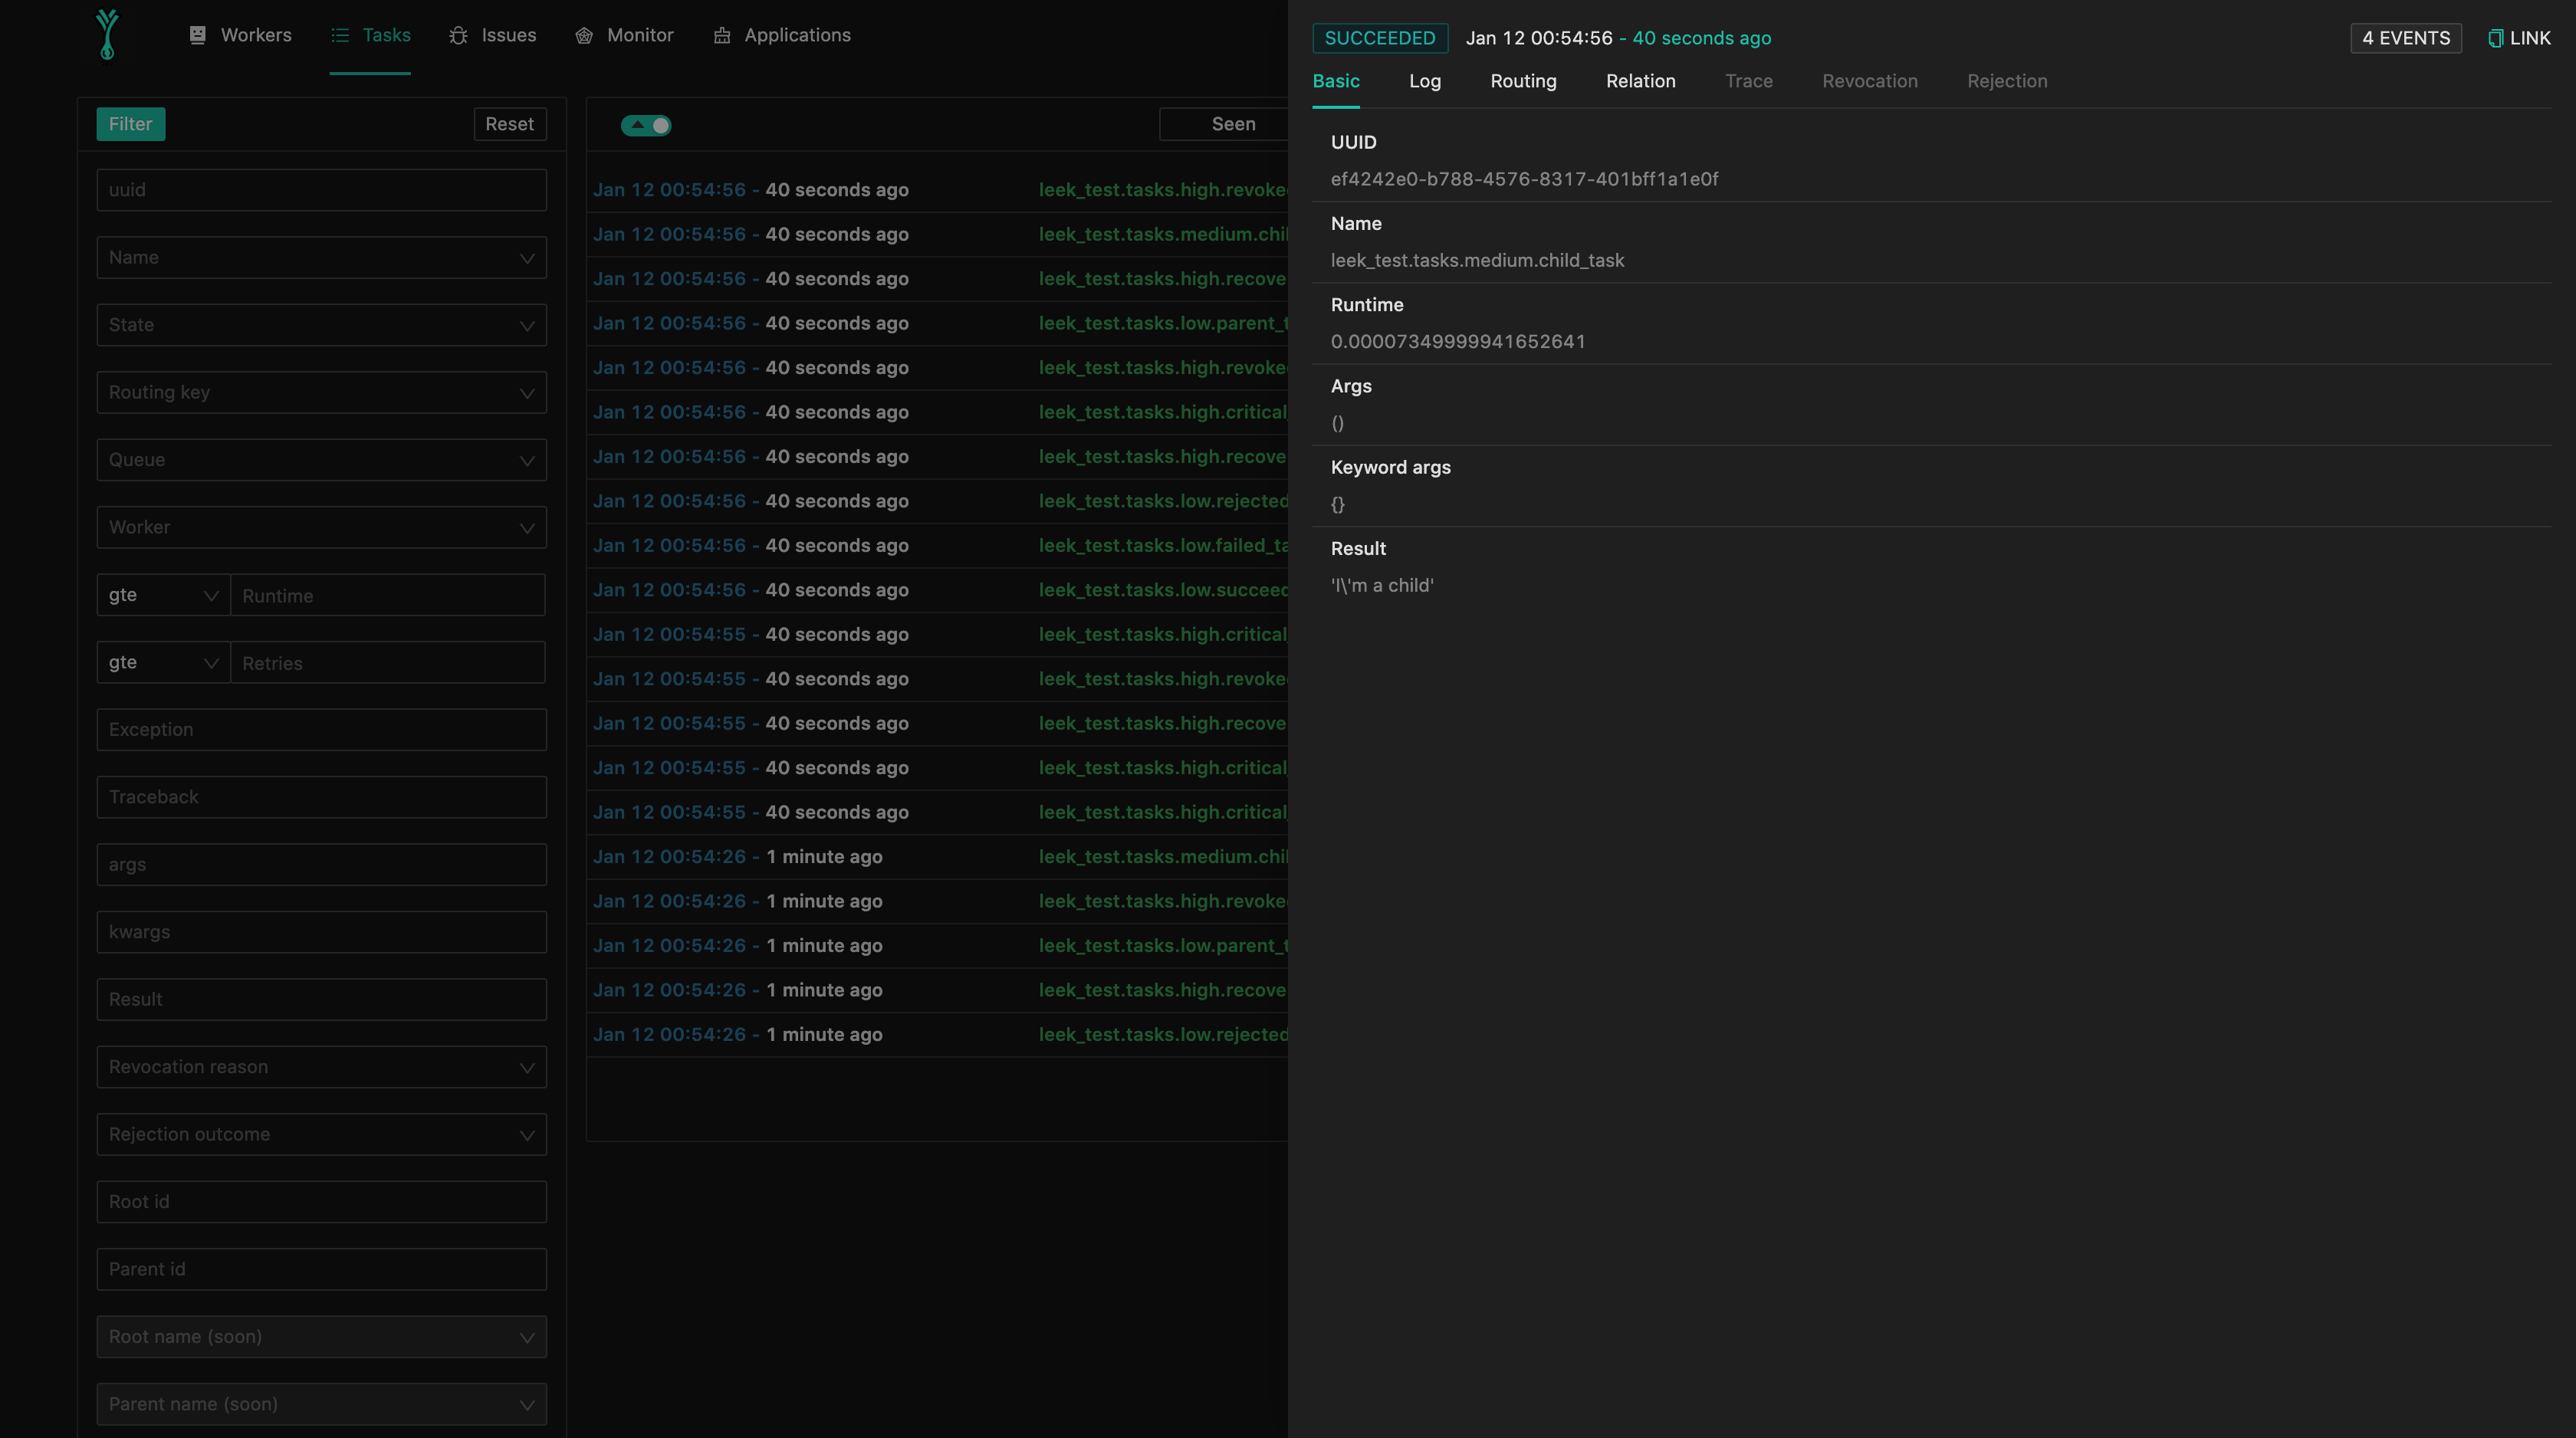 Workers
Tasks
Issues
Monitor
Applications
Filter
Reset
uuid
Name
State
Routing key
Queue
Worker
gte
Runtime
gte
Retries
Exception
Traceback
args
kwargs
Result
Revocation reason
Rejection outcome
Root id
Parent id
Root name (soon)
Parent name (soon)
Seen
Jan 12 00:54:56 - 40 seconds ago leek_test.tasks.high.revoke
Jan 12 00:54:56 - 40 seconds ago leek_test.tasks.medium.chil
Jan 12 00:54:56 - 40 seconds ago leek_test.tasks.high.recove
Jan 12 00:54:56 - 40 seconds ago leek_test.tasks.low.parent_t
Jan 12 00:54:56 - 40 seconds ago leek_test.tasks.high.revoke
Jan 12 00:54:56 - 40 seconds ago leek_test.tasks.high.critical
Jan 12 00:54:56 - 40 seconds ago leek_test.tasks.high.recove
Jan 12 00:54:56 - 40 seconds ago leek_test.tasks.low.rejected
Jan 12 00:54:56 - 40 seconds ago leek_test.tasks.low.failed_ta
Jan 12 00:54:56 - 40 seconds ago leek_test.tasks.low.succeed
Jan 12 00:54:55 - 40 seconds ago leek_test.tasks.high.critical
Jan 12 00:54:55 - 40 seconds ago leek_test.tasks.high.revoke
Jan 12 00:54:55 - 40 seconds ago leek_test.tasks.high.recove
Jan 12 00:54:55 - 40 seconds ago leek_test.tasks.high.critical
Jan 12 00:54:55 - 40 seconds ago leek_test.tasks.high.critical
Jan 12 00:54:26 - 1 minute ago leek_test.tasks.medium.chil
Jan 12 00:54:26 - 1 minute ago leek_test.tasks.high.revoke
Jan 12 00:54:26 - 1 minute ago leek_test.tasks.low.parent_t
Jan 12 00:54:26 - 1 minute ago leek_test.tasks.high.recove
Jan 12 00:54:26 - 1 minute ago leek_test.tasks.low.rejected
SUCCEEDED Jan 12 00:54:56 - 40 seconds ago 4 EVENTS LINK
Basic Log Routing Relation Trace Revocation Rejection
UUID
ef4242e0-b788-4576-8317-401bff1a1e0f
Name
leek_test.tasks.medium.child_task
Runtime
0.00007349999941652641
Args
()
Keyword args
{}
Result
'I\'m a child'